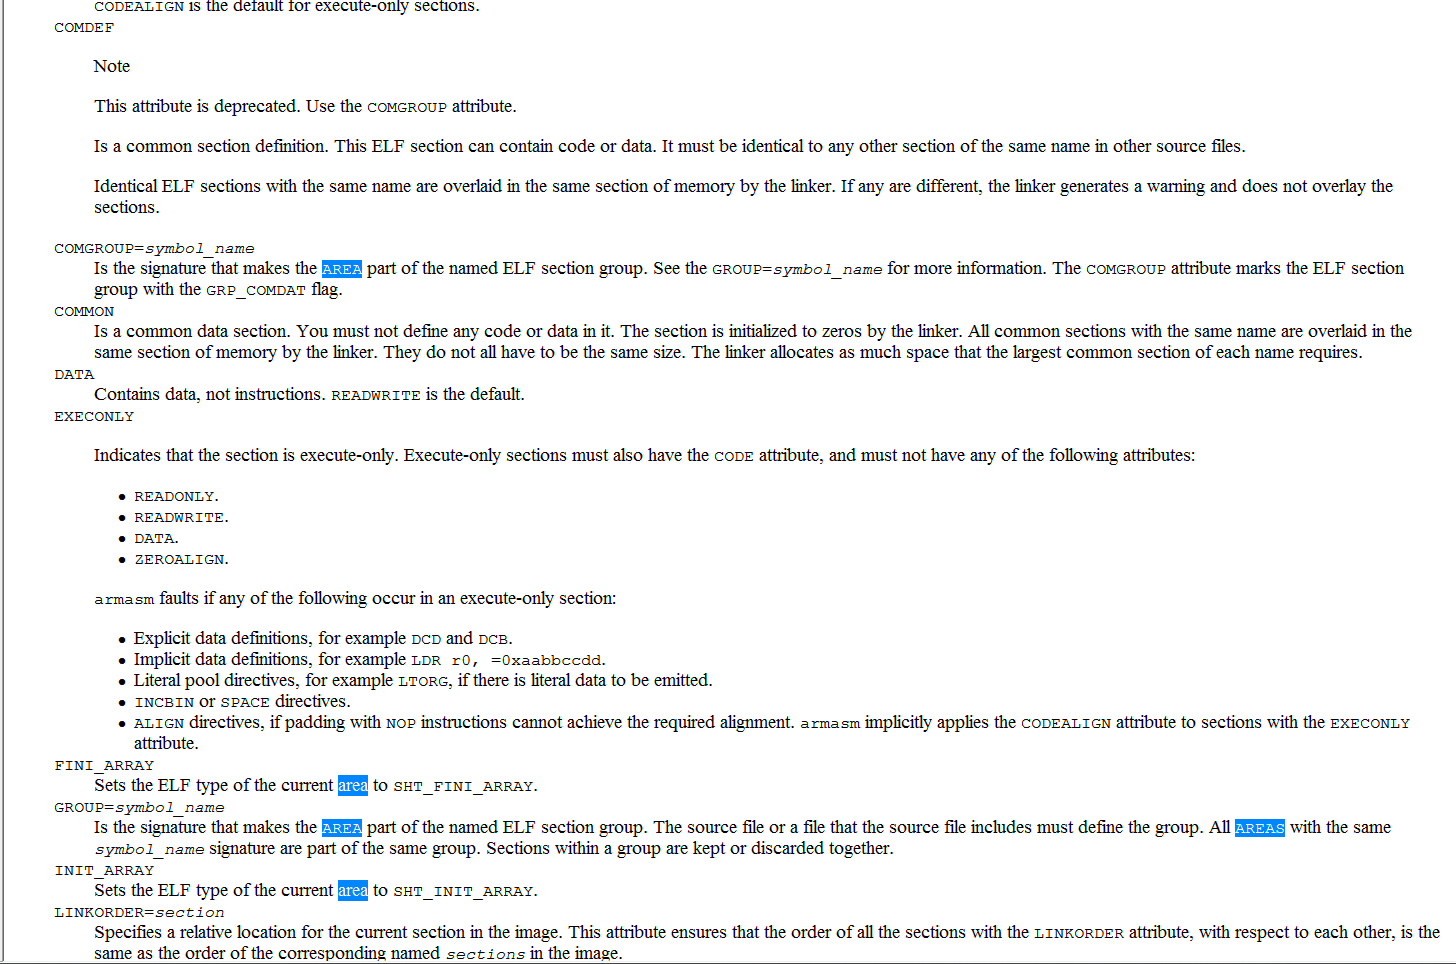 CODEALIGN is the default for execute-only sections.
COMDEF
Note
This attribute is deprecated. Use the COMGROUP attribute.
Is a common section definition. This ELF section can contain code or data. It must be identical to any other section of the same name in other source files.
Identical ELF sections with the same name are overlaid in the same section of memory by the linker. If any are different, the linker generates a warning and does not overlay the
sections.
COMGROUP=symbol_name
Is the signature that makes the AREA part of the named ELF section group. See the GROUP=symbol_name for more information. The COMGROUP attribute marks the ELF section
group with the GRP_COMDAT flag.
COMMON
Is a common data section. You must not define any code or data in it. The section is initialized to zeros by the linker. All common sections with the same name are overlaid in the
same section of memory by the linker. They do not all have to be the same size. The linker allocates as much space that the largest common section of each name requires.
DATA
Contains data, not instructions. READWRITE is the default.
EXECONLY
Indicates that the section is execute-only. Execute-only sections must also have the CODE attribute, and must not have any of the following attributes:
• READONLY.
• READWRITE.
• DATA.
• ZEROALIGN.
armasm faults if any of the following occur in an execute-only section:
• Explicit data definitions, for example DCD and DCB.
• Implicit data definitions, for example LDR r0, =0xaabbccdd.
• Literal pool directives, for example LTORG, if there is literal data to be emitted.
• INCBIN or SPACE directives.
• ALIGN directives, if padding with NOP instructions cannot achieve the required alignment. armasm implicitly applies the CODEALIGN attribute to sections with the EXECONLY
attribute.
FINI_ARRAY
Sets the ELF type of the current area to SHT_FINI_ARRAY.
GROUP=symbol_name
Is the signature that makes the AREA part of the named ELF section group. The source file or a file that the source file includes must define the group. All AREAS with the same
symbol_name signature are part of the same group. Sections within a group are kept or discarded together.
INIT_ARRAY
Sets the ELF type of the current area to SHT_INIT_ARRAY.
LINKORDER=section
Specifies a relative location for the current section in the image. This attribute ensures that the order of all the sections with the LINKORDER attribute, with respect to each other, is the
same as the order of the corresponding named sections in the image.